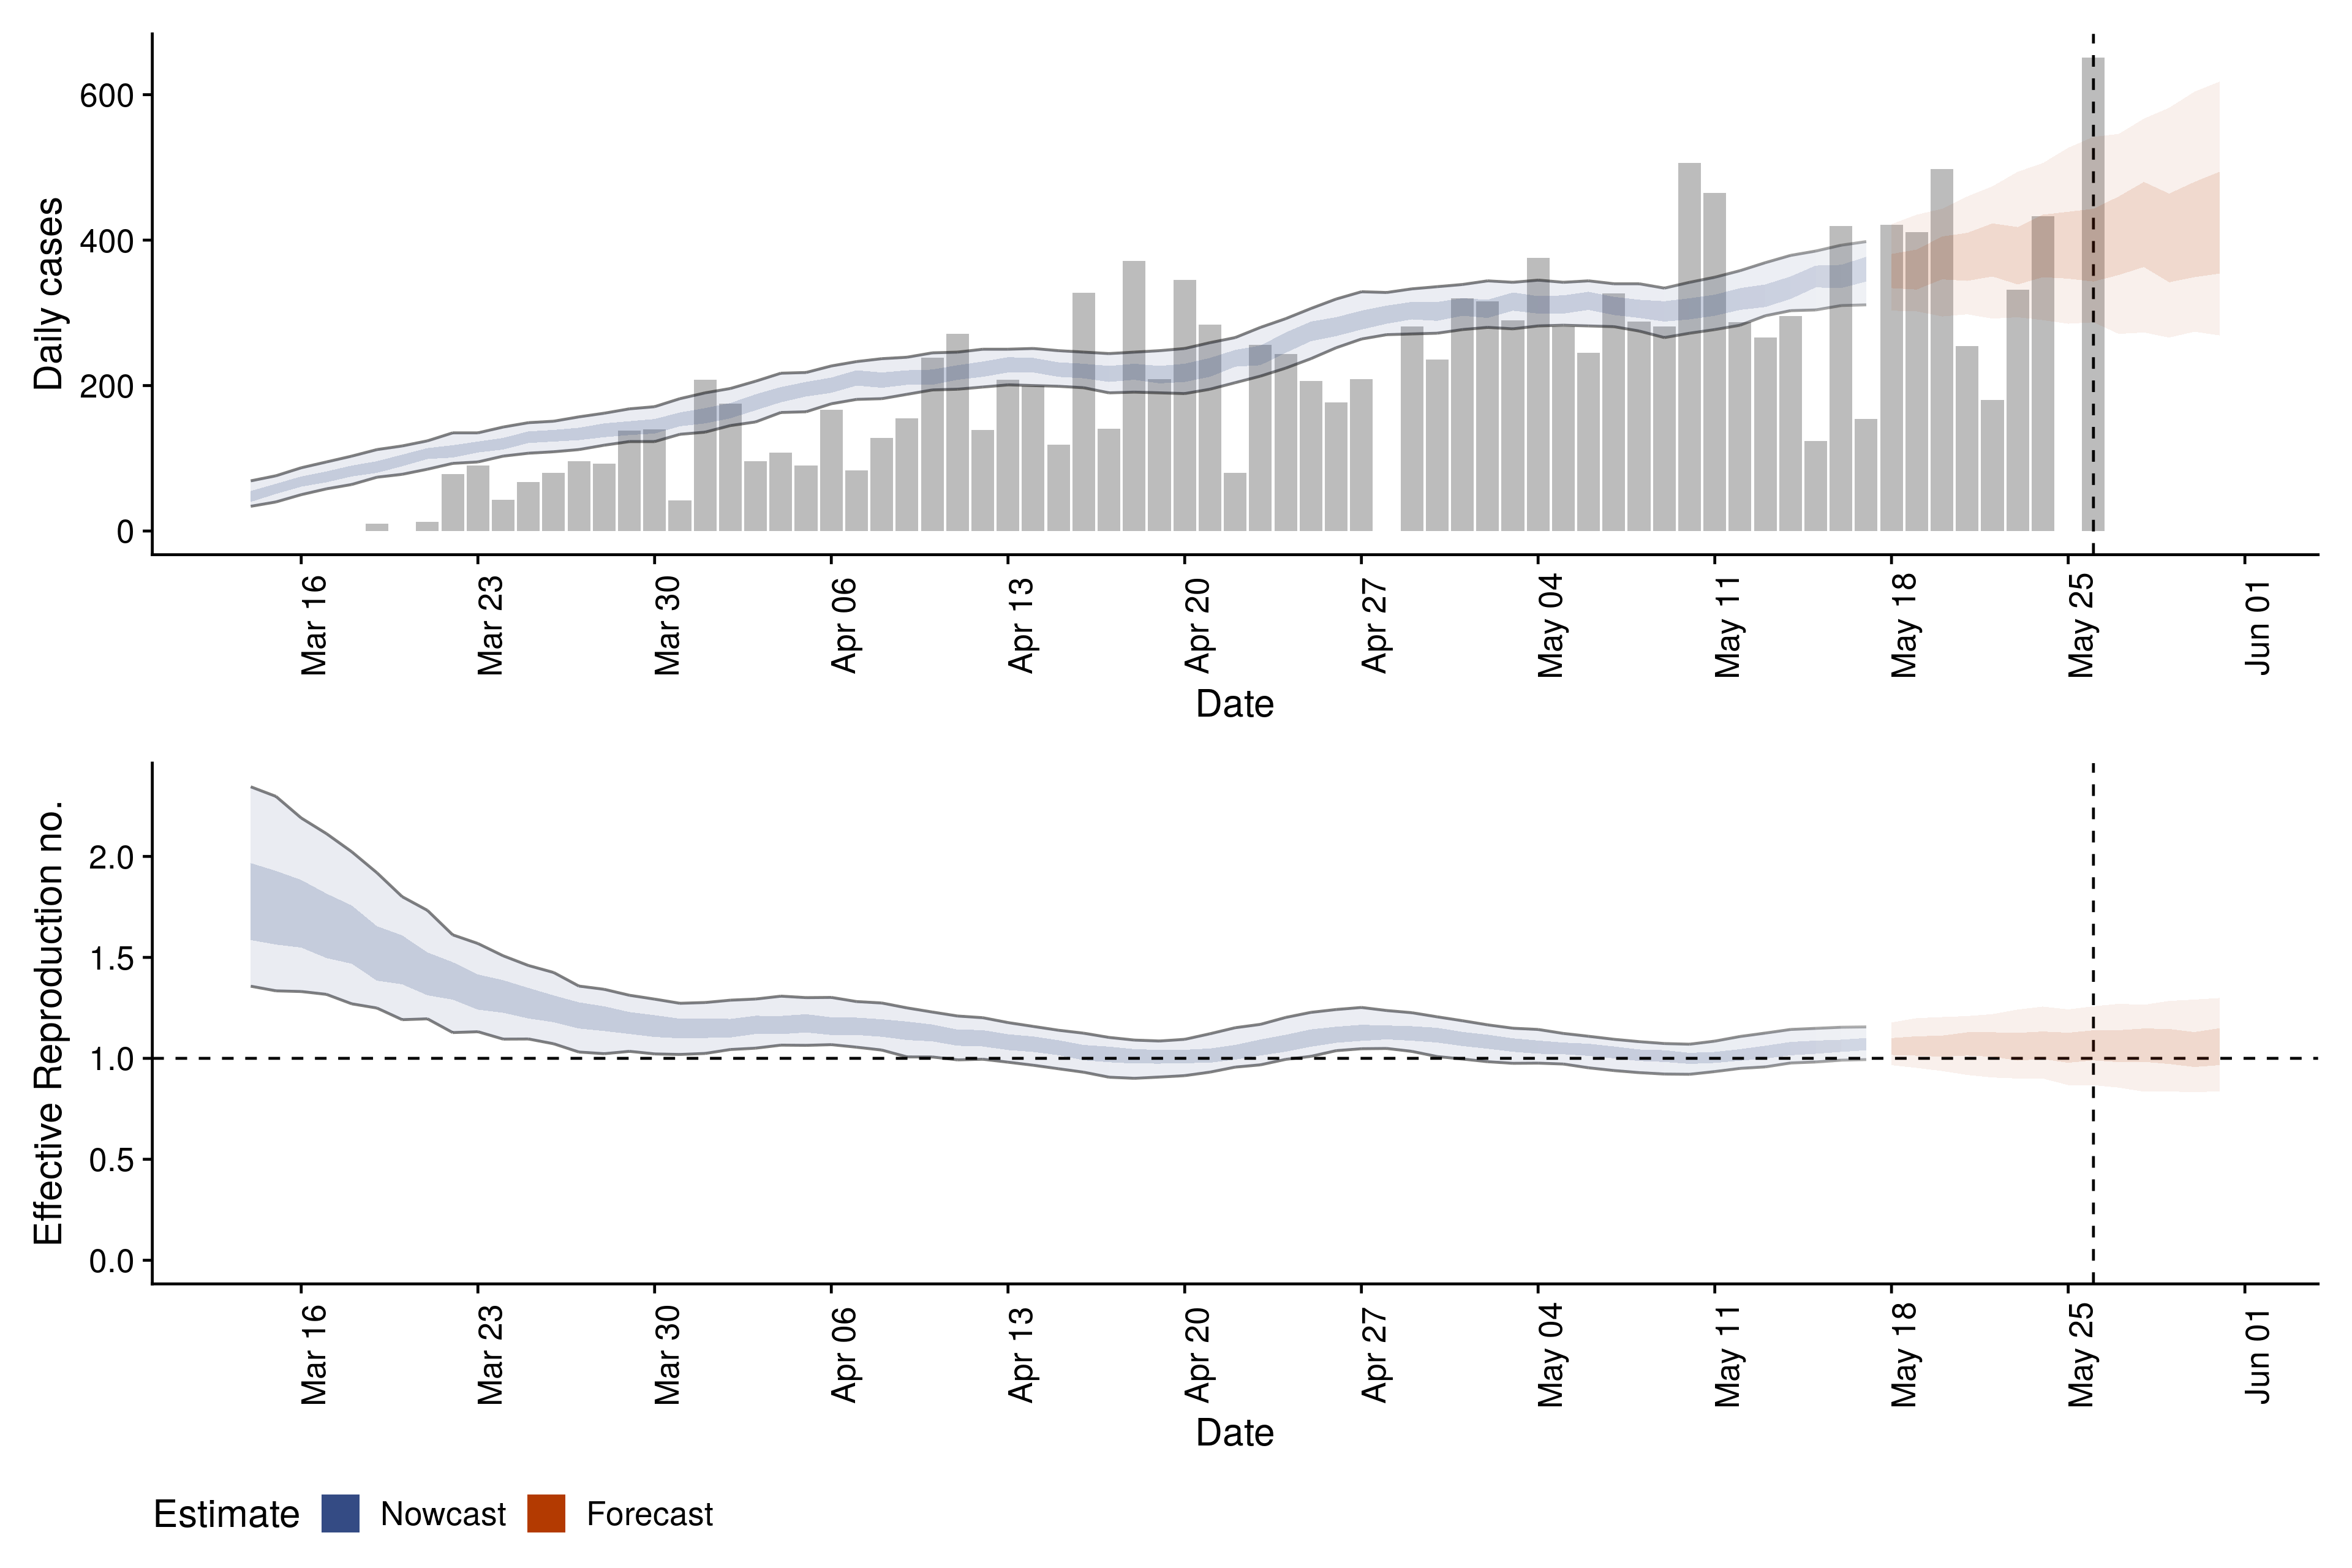 Daily cases
600
400
200
0
Mar 16
Mar 23
Mar 30
Apr 06
Apr 13
Apr 20
Apr 27
May 04
May 11
May 18
May 25
Jun 01
Date
Effective Reproduction no.
2.0
1.5
1.0
0.5
0.0
Mar 16
Mar 23
Mar 30
Apr 06
Apr 13
Apr 20
Apr 27
May 04
May 11
May 18
May 25
Jun 01
Date
Estimate Nowcast Forecast